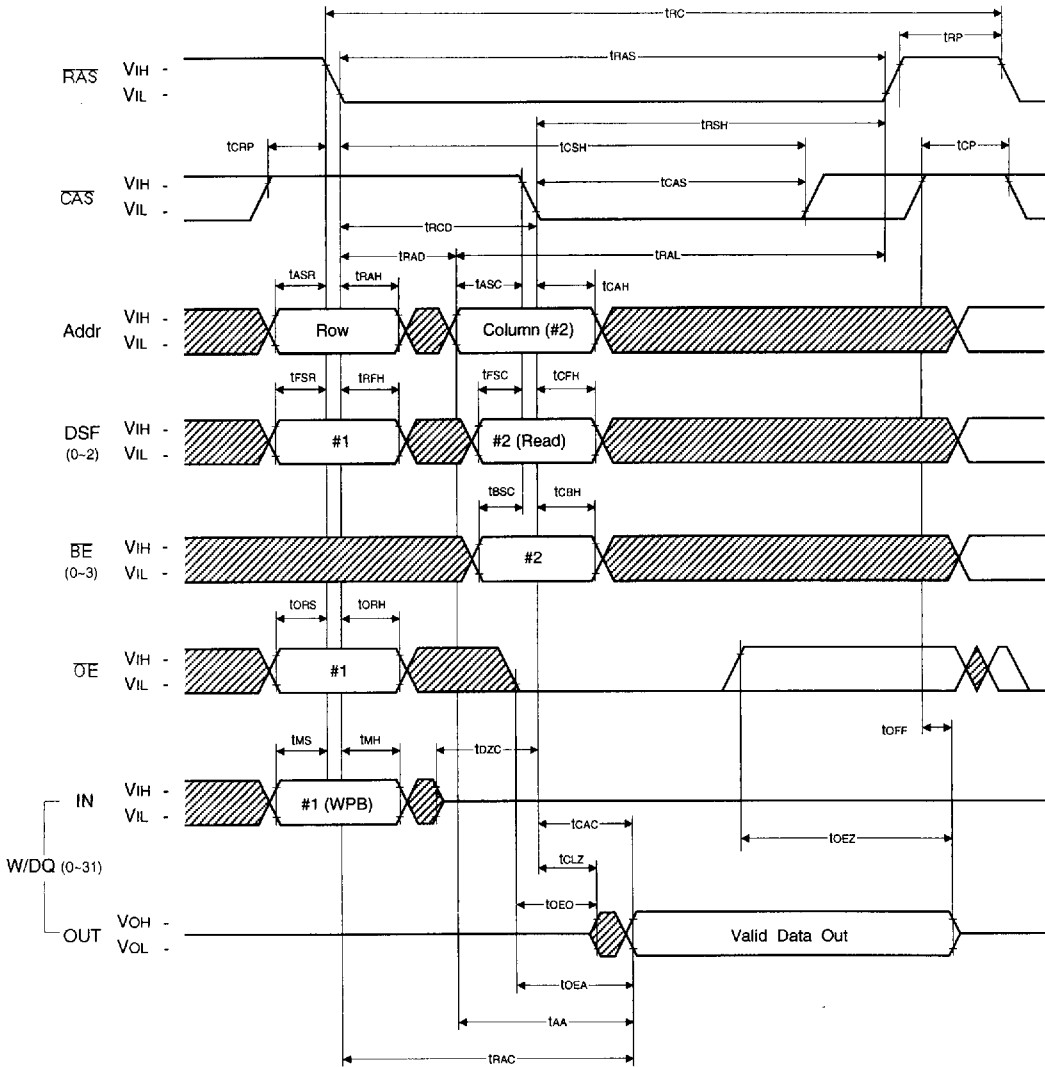 tRC
tRP
tRAS
RAS VIH -
VIL -
tRSH
tCRP tCSH tCP
CAS VIH -
VIL -
tCAS
tRCD
tRAD tRAL
tASR tRAH tASC tCAH
Addr VIH -
VIL -
Row Column (#2)
tFSR tRFH tFSC tCFH
DSF (0~2) VIH -
VIL -
#1 #2 (Read)
tBSC tCBH
BE (0~3) VIH -
VIL -
#2
tORS tORH
OE VIH -
VIL -
#1
tOFF
tMS tMH tDZC
IN VIH -
VIL -
#1 (WPB)
tCAC tOEZ
W/DQ (0~31)
tCLZ
tOEO
OUT VOH -
VOL -
Valid Data Out
tOEA
tAA
tRAC